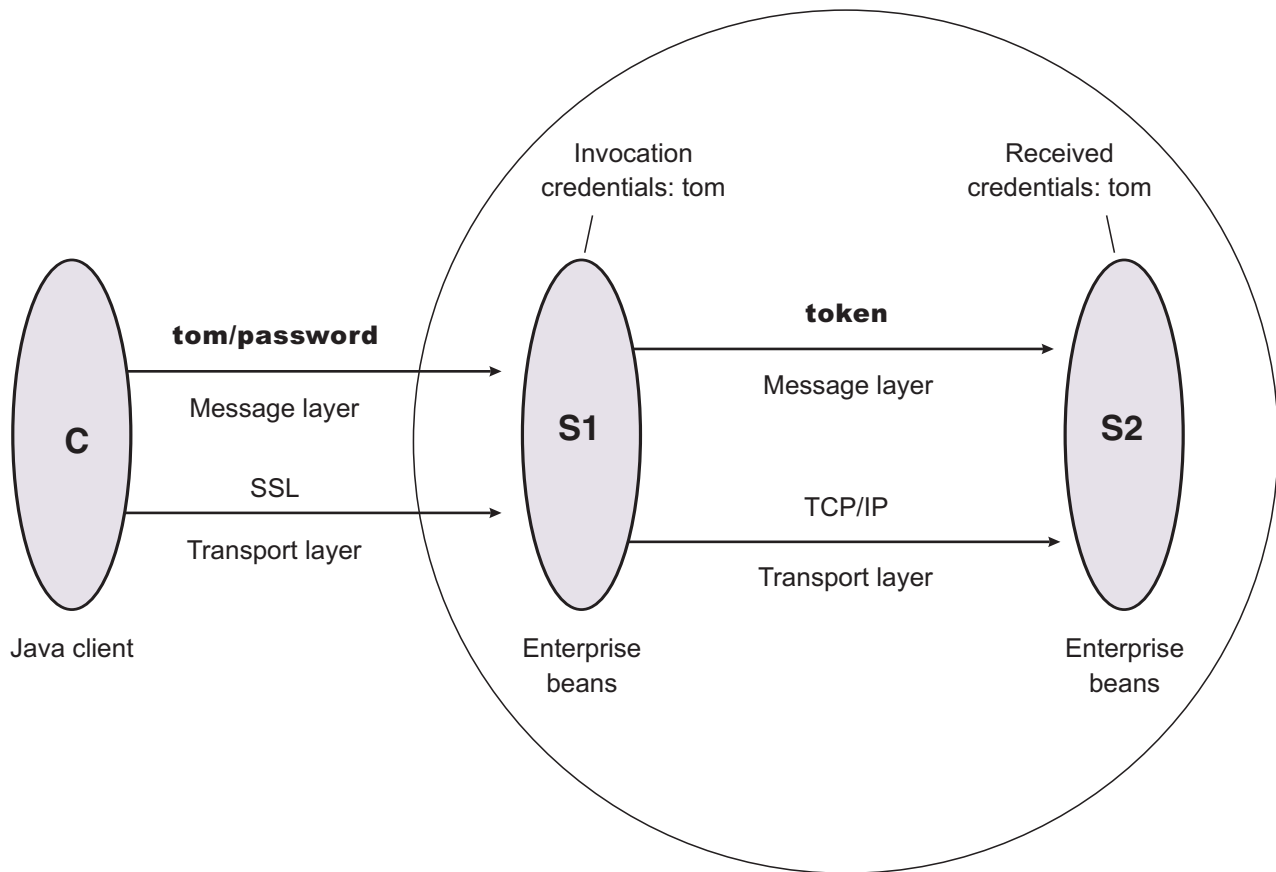 Invocation
credentials: tom
Received
credentials: tom
tom/password
Message layer
token
Message layer
C
S1
S2
SSL
Transport layer
TCP/IP
Transport layer
Java client
Enterprise
beans
Enterprise
beans